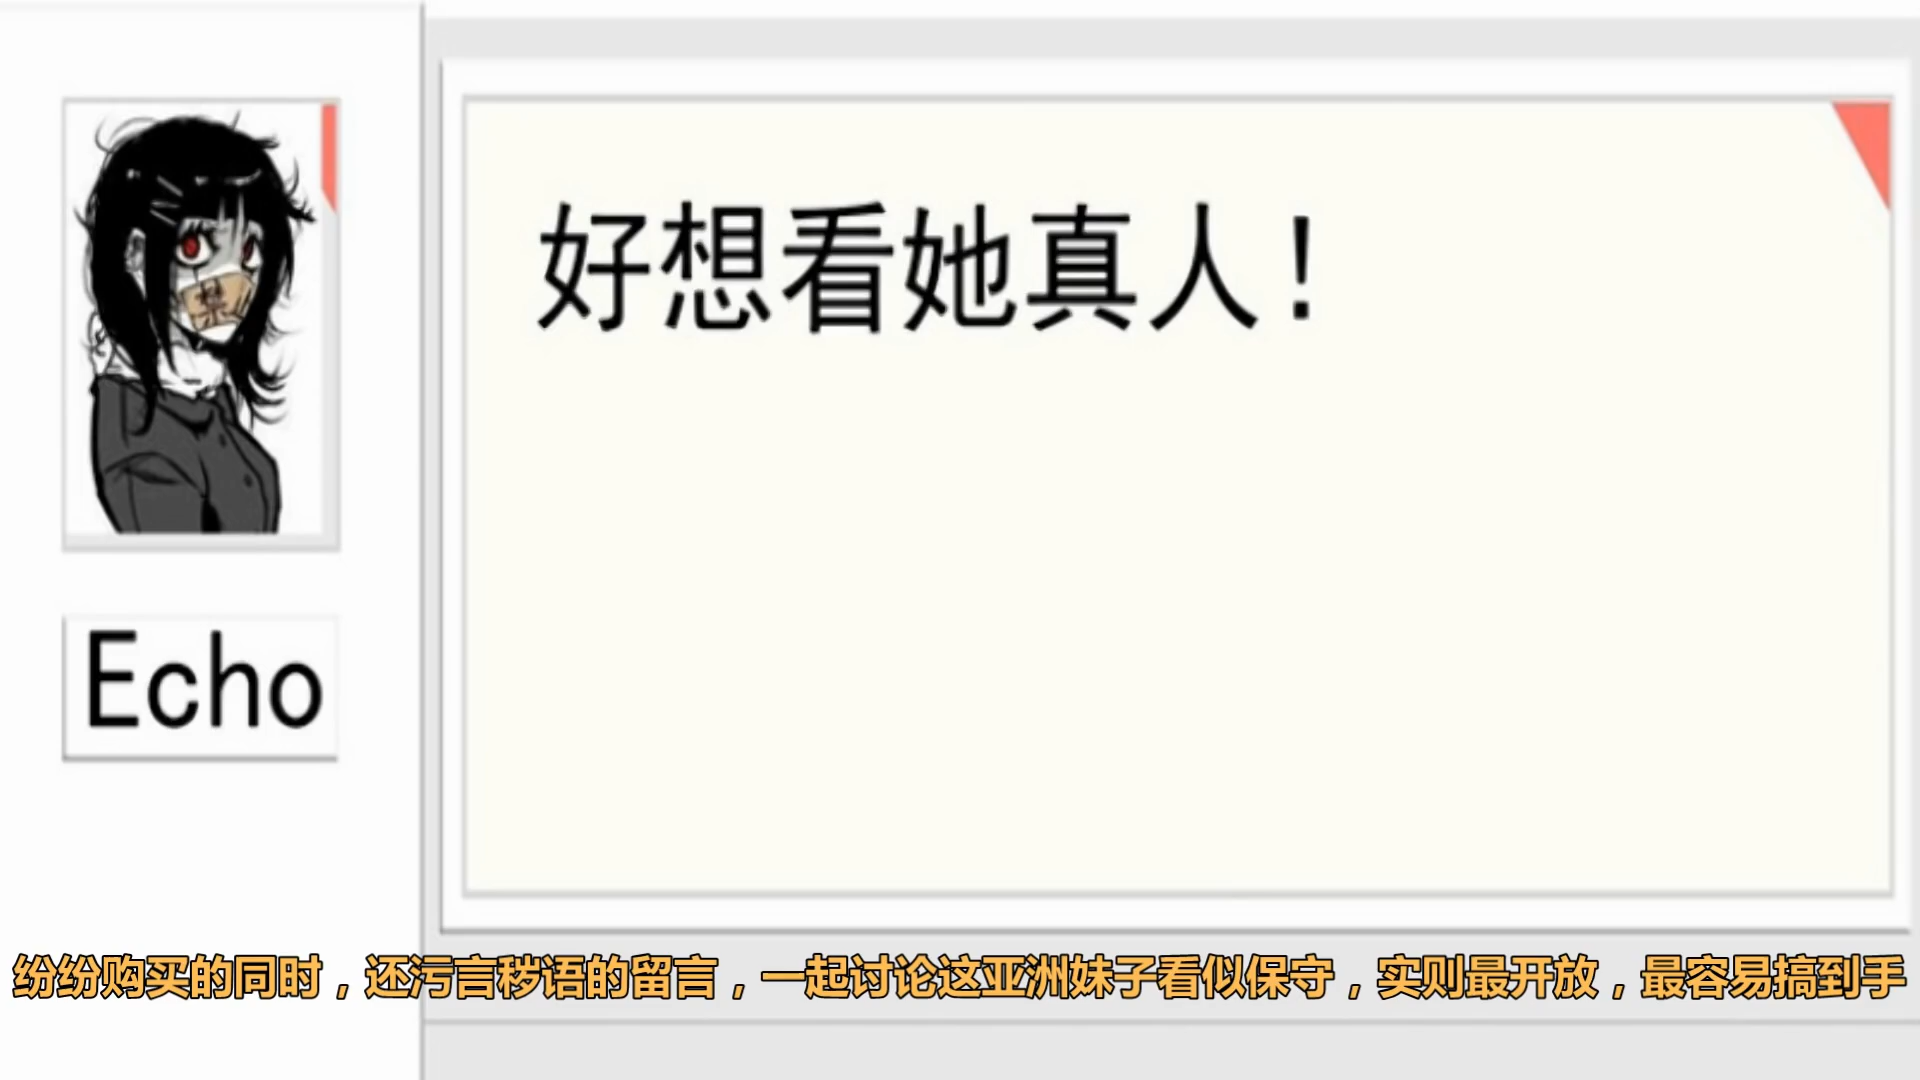 好想看她真人！
Echo
纷纷购买的同时，还污言秽语的留言，一起讨论这亚洲妹子看似保守，实则最开放，最容易搞到手